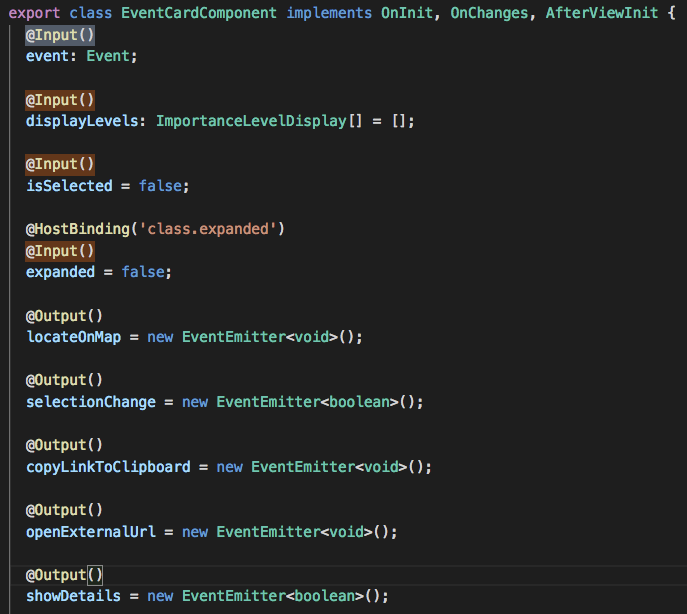 export class EventCardComponent implements OnInit, OnChanges, AfterViewInit {
@Input()
event: Event;
@Input()
displayLevels: ImportanceLevelDisplay[] = [];
@Input()
isSelected = false;
@HostBinding('class.expanded')
@Input()
expanded = false;
@Output()
locateOnMap = new EventEmitter<void>();
@Output()
selectionChange = new EventEmitter<boolean>();
@Output()
copyLinkToClipboard = new EventEmitter<void>();
@Output()
openExternalUrl = new EventEmitter<void>();
@Output()
showDetails = new EventEmitter<boolean>();